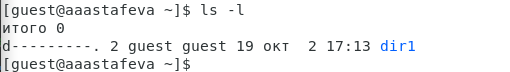 [guest@aaastafeva ~]$ ls -l
итого 0
d---------. 2 guest guest 19 окт  2 17:13 dir1
[guest@aaastafeva ~]$